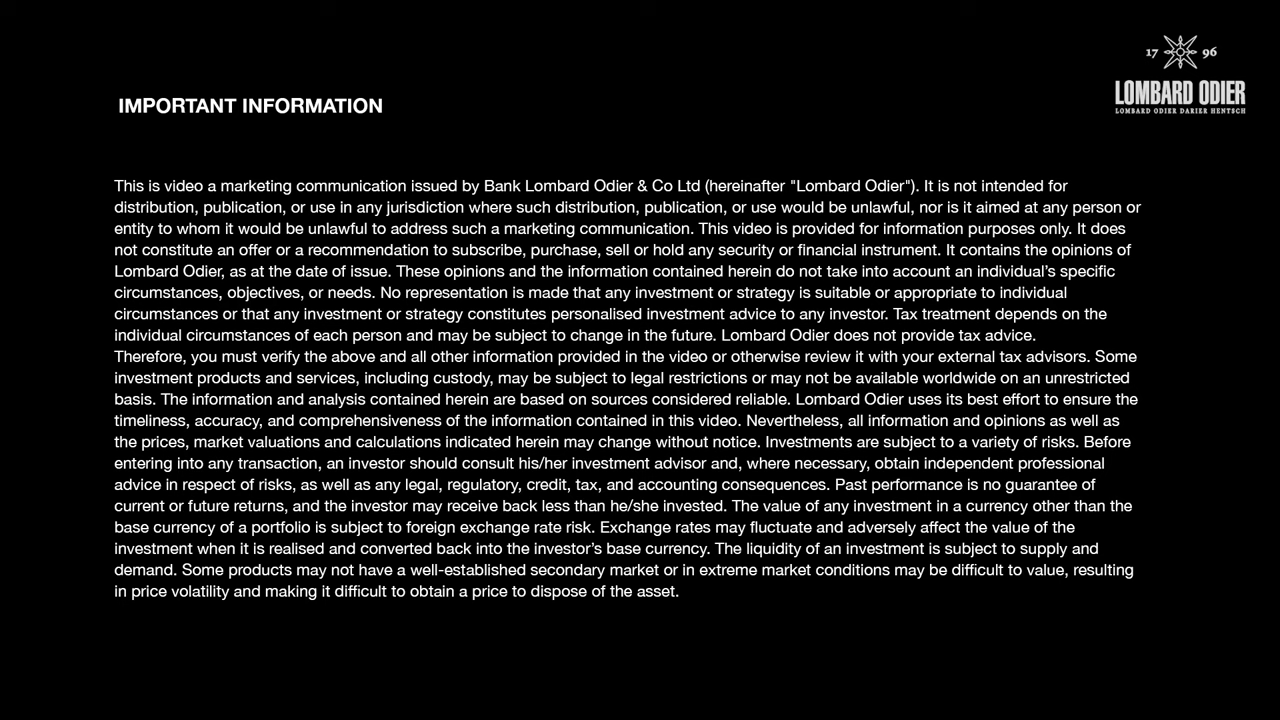 17 96
LOMBARD ODIER
LOMBARD ODIER DARIER HENTSCH
IMPORTANT INFORMATION
This is video a marketing communication issued by Bank Lombard Odier & Co Ltd (hereinafter "Lombard Odier"). It is not intended for
distribution, publication, or use in any jurisdiction where such distribution, publication, or use would be unlawful, nor is it aimed at any person or
entity to whom it would be unlawful to address such a marketing communication. This video is provided for information purposes only. It does
not constitute an offer or a recommendation to subscribe, purchase, sell or hold any security or financial instrument. It contains the opinions of
Lombard Odier, as at the date of issue. These opinions and the information contained herein do not take into account an individual's specific
circumstances, objectives, or needs. No representation is made that any investment or strategy is suitable or appropriate to individual
circumstances or that any investment or strategy constitutes personalised investment advice to any investor. Tax treatment depends on the
individual circumstances of each person and may be subject to change in the future. Lombard Odier does not provide tax advice.
Therefore, you must verify the above and all other information provided in the video or otherwise review it with your external tax advisors. Some
investment products and services, including custody, may be subject to legal restrictions or may not be available worldwide on an unrestricted
basis. The information and analysis contained herein are based on sources considered reliable. Lombard Odier uses its best effort to ensure the
timeliness, accuracy, and comprehensiveness of the information contained in this video. Nevertheless, all information and opinions as well as
the prices, market valuations and calculations indicated herein may change without notice. Investments are subject to a variety of risks. Before
entering into any transaction, an investor should consult his/her investment advisor and, where necessary, obtain independent professional
advice in respect of risks, as well as any legal, regulatory, credit, tax, and accounting consequences. Past performance is no guarantee of
current or future returns, and the investor may receive back less than he/she invested. The value of any investment in a currency other than the
base currency of a portfolio is subject to foreign exchange rate risk. Exchange rates may fluctuate and adversely affect the value of the
investment when it is realised and converted back into the investor's base currency. The liquidity of an investment is subject to supply and
demand. Some products may not have a well-established secondary market or in extreme market conditions may be difficult to value, resulting
in price volatility and making it difficult to obtain a price to dispose of the asset.